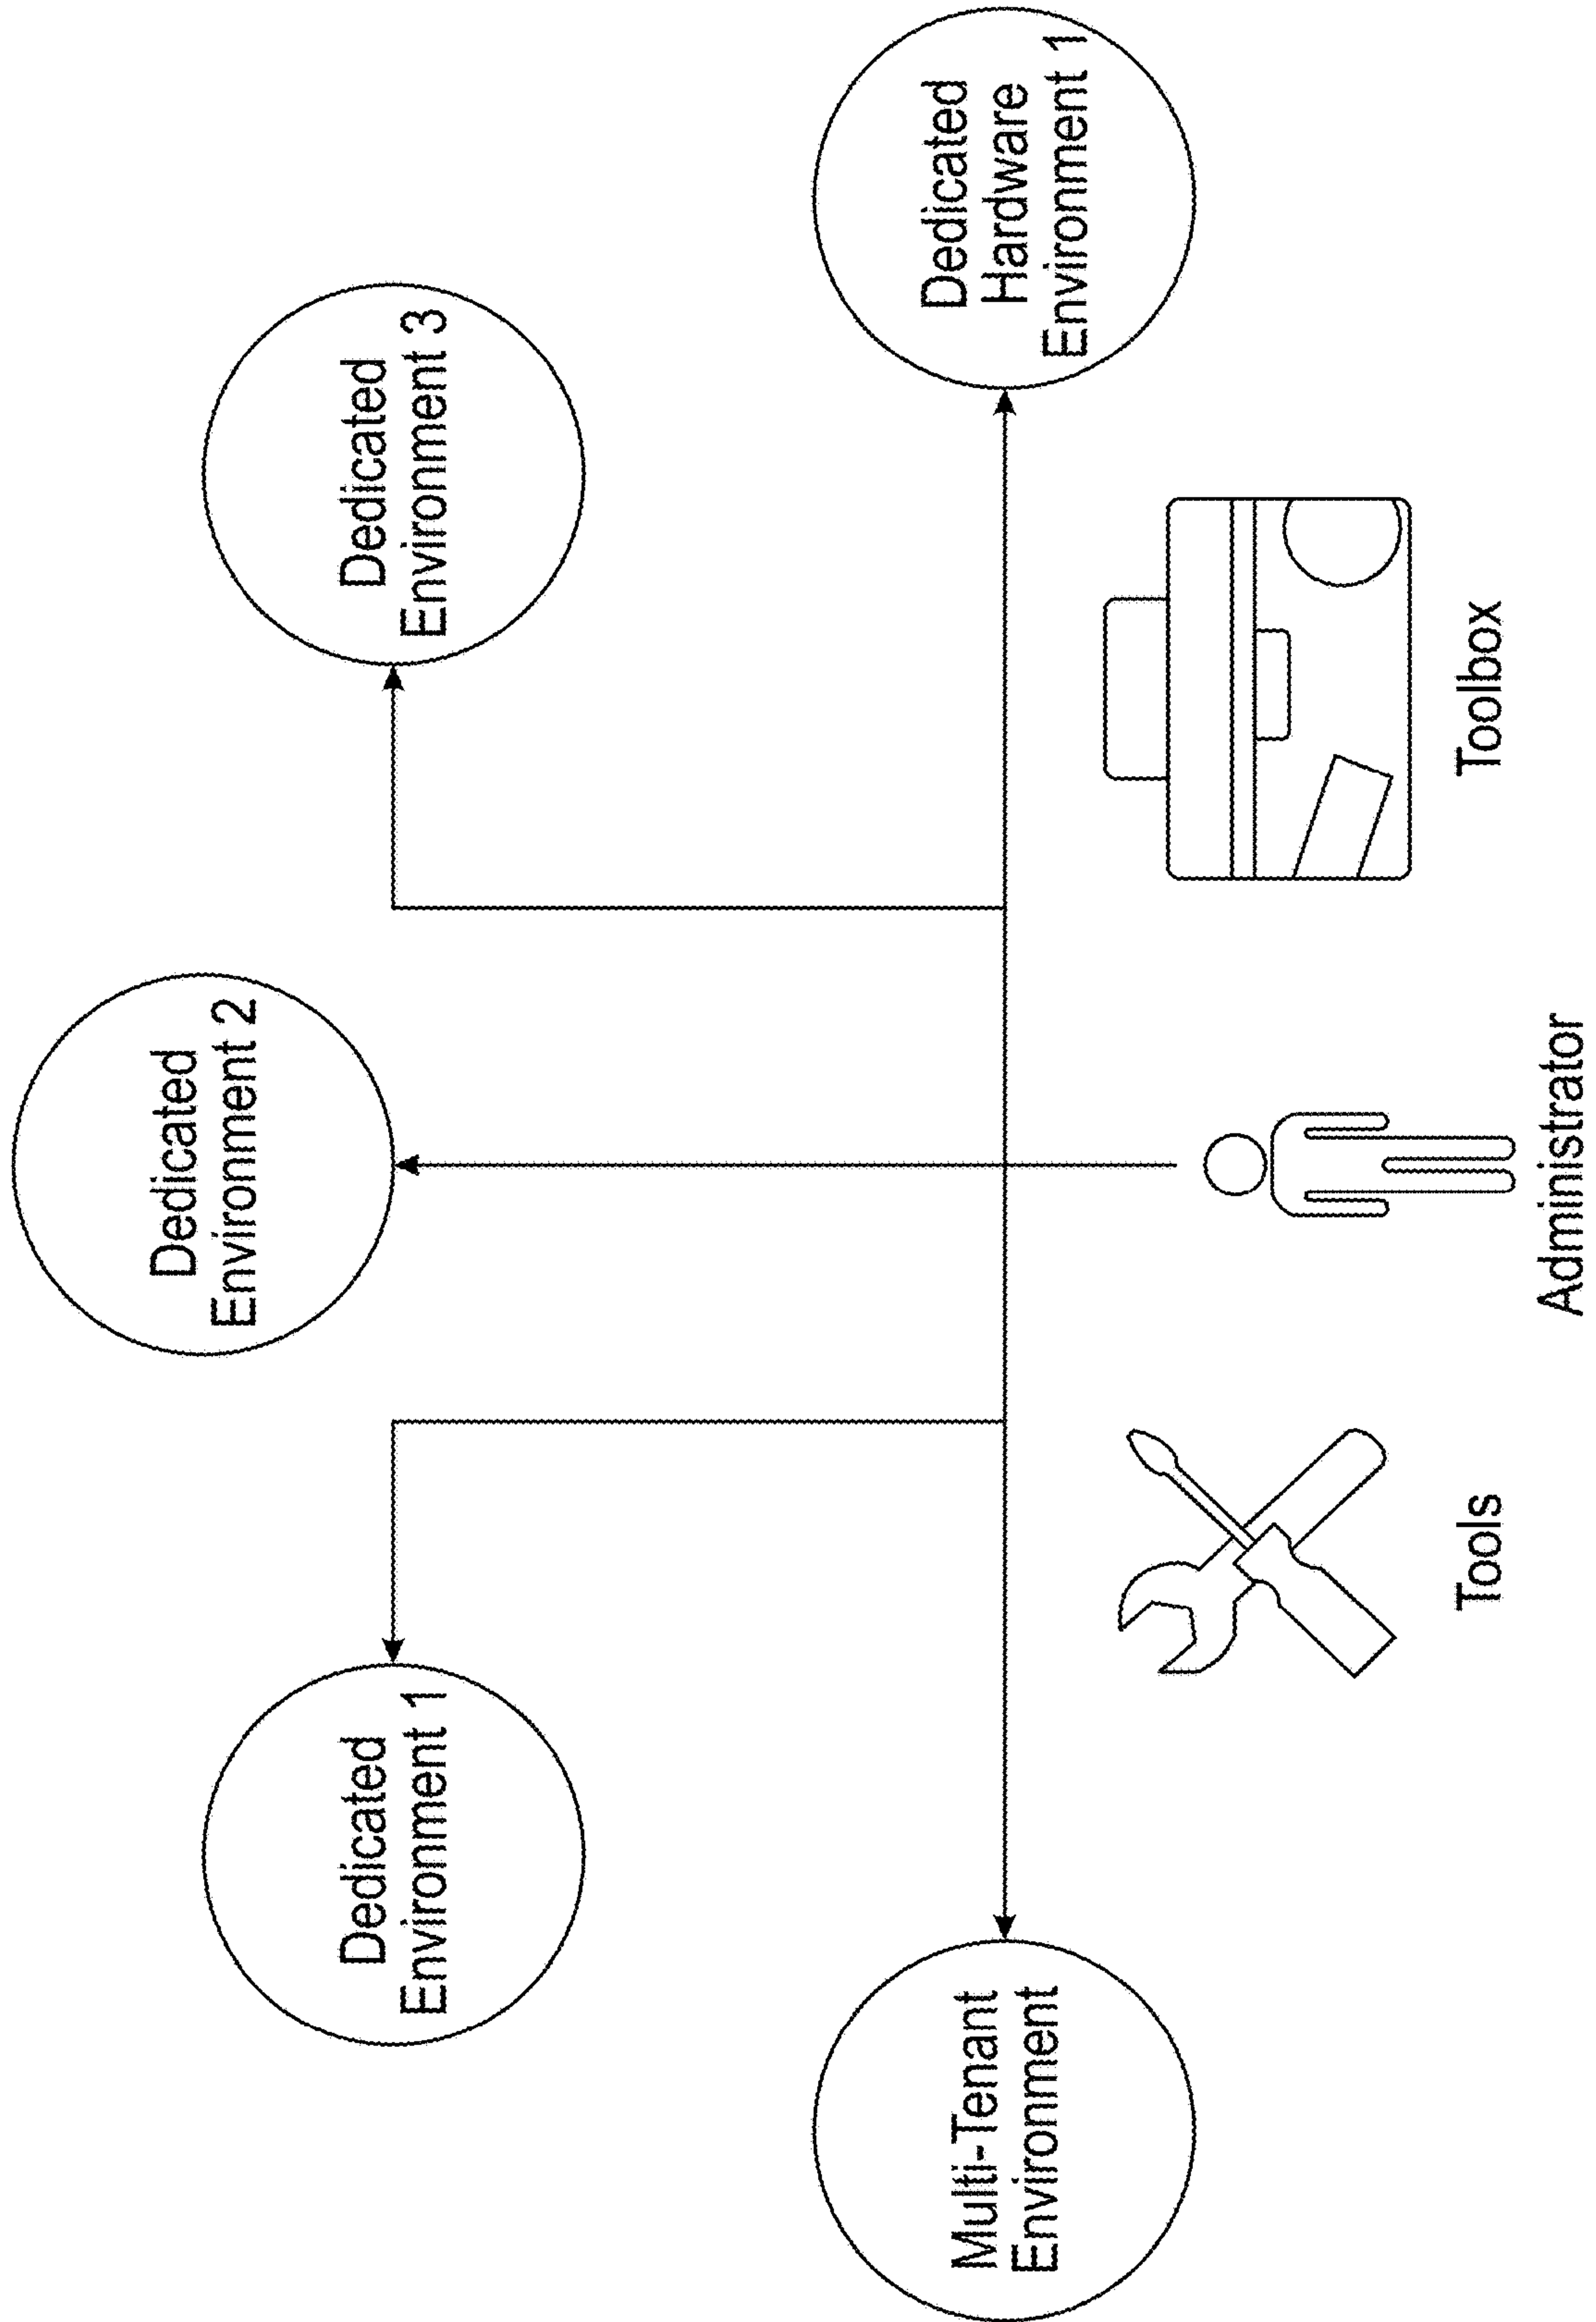 Dedicated
Environment 2
Dedicated
Environment 1
Dedicated
Environment 3
Multi-Tenant
Environment
Dedicated
Hardware
Environment 1
Tools
Administrator
Toolbox